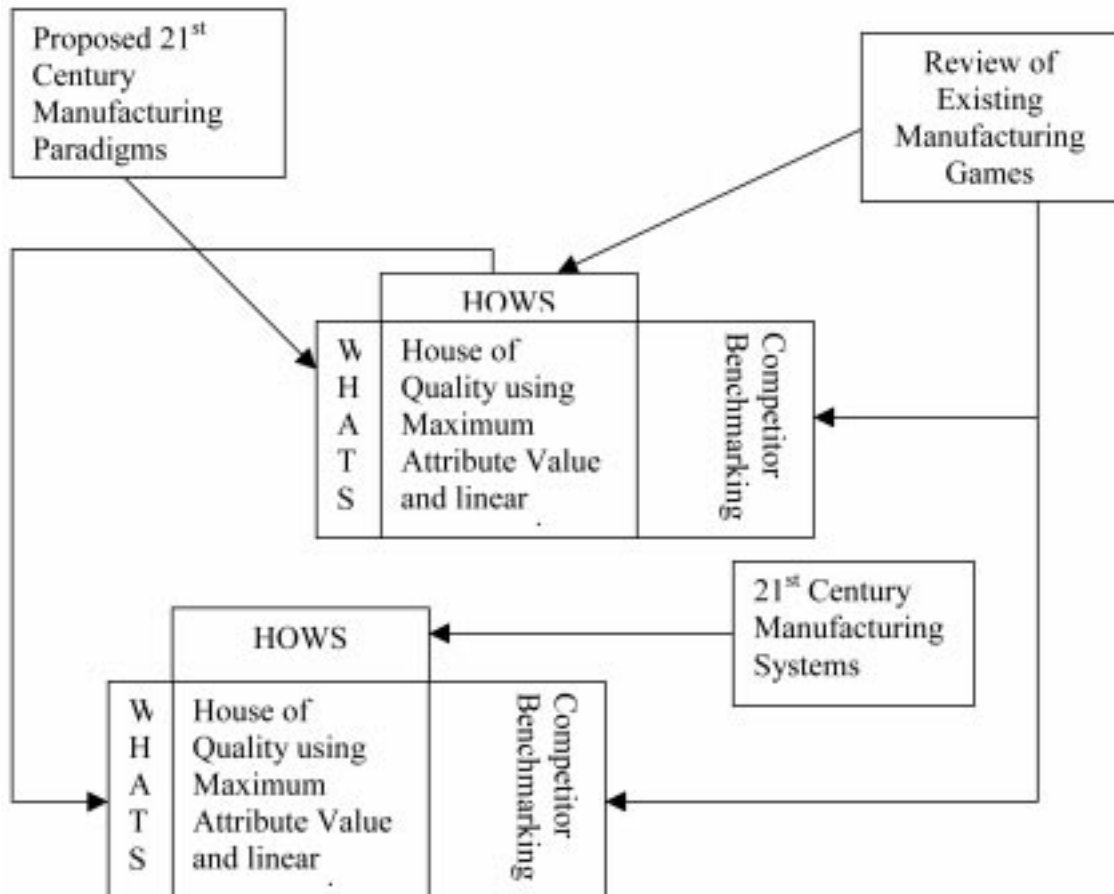 Proposed 21st
Century
Manufacturing
Paradigms
Review of
Existing
Manufacturing
Games
HOWS
W
H
A
T
S
House of
Quality using
Maximum
Attribute Value
and linear
Competitor
Benchmarking
21st Century
Manufacturing
Systems
HOWS
W
H
A
T
S
House of
Quality using
Maximum
Attribute Value
and linear
Competitor
Benchmarking